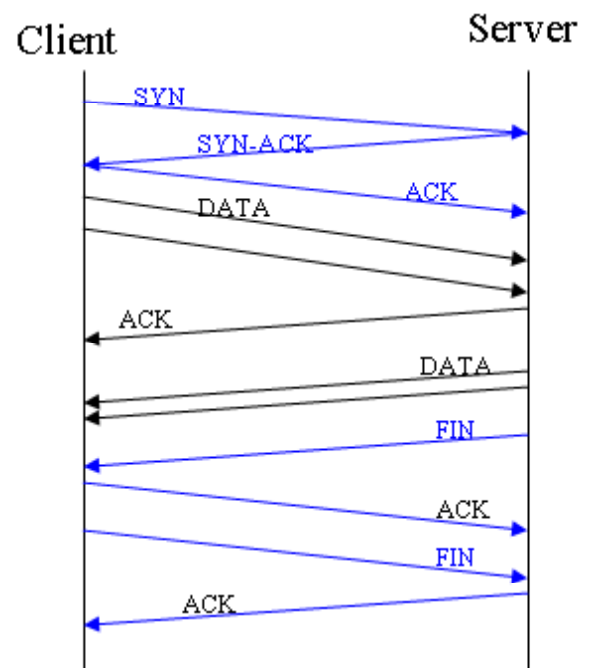 Client
Server
SYN
SYN-ACK
ACK
DATA
ACK
DATA
FIN
ACK
FIN
ACK